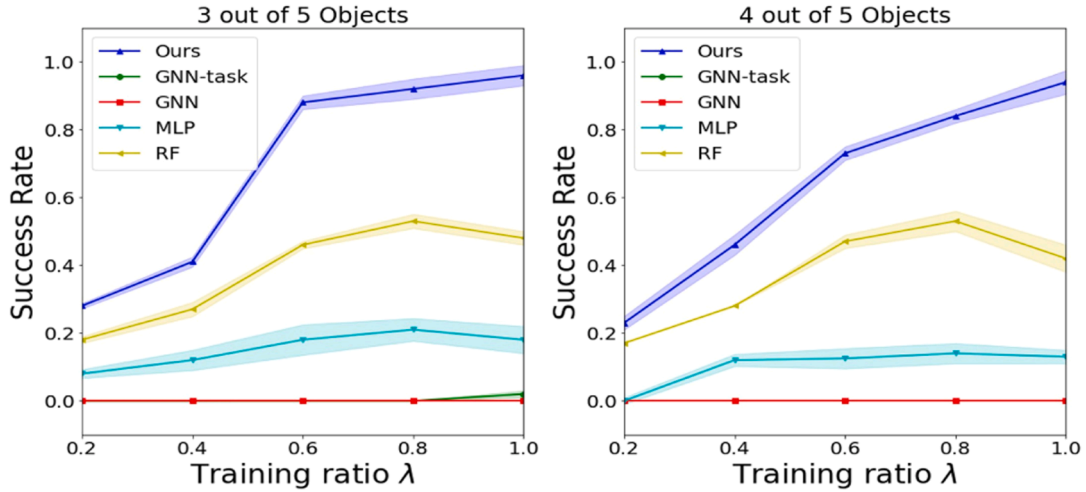 3 out of 5 Objects
Success Rate
1.0
0.8
0.6
0.4
0.2
0.0
Ours
GNN-task
GNN
MLP
RF
0.2 0.4 0.6 0.8 1.0
Training ratio λ
4 out of 5 Objects
Success Rate
1.0
0.8
0.6
0.4
0.2
0.0
Ours
GNN-task
GNN
MLP
RF
0.2 0.4 0.6 0.8 1.0
Training ratio λ